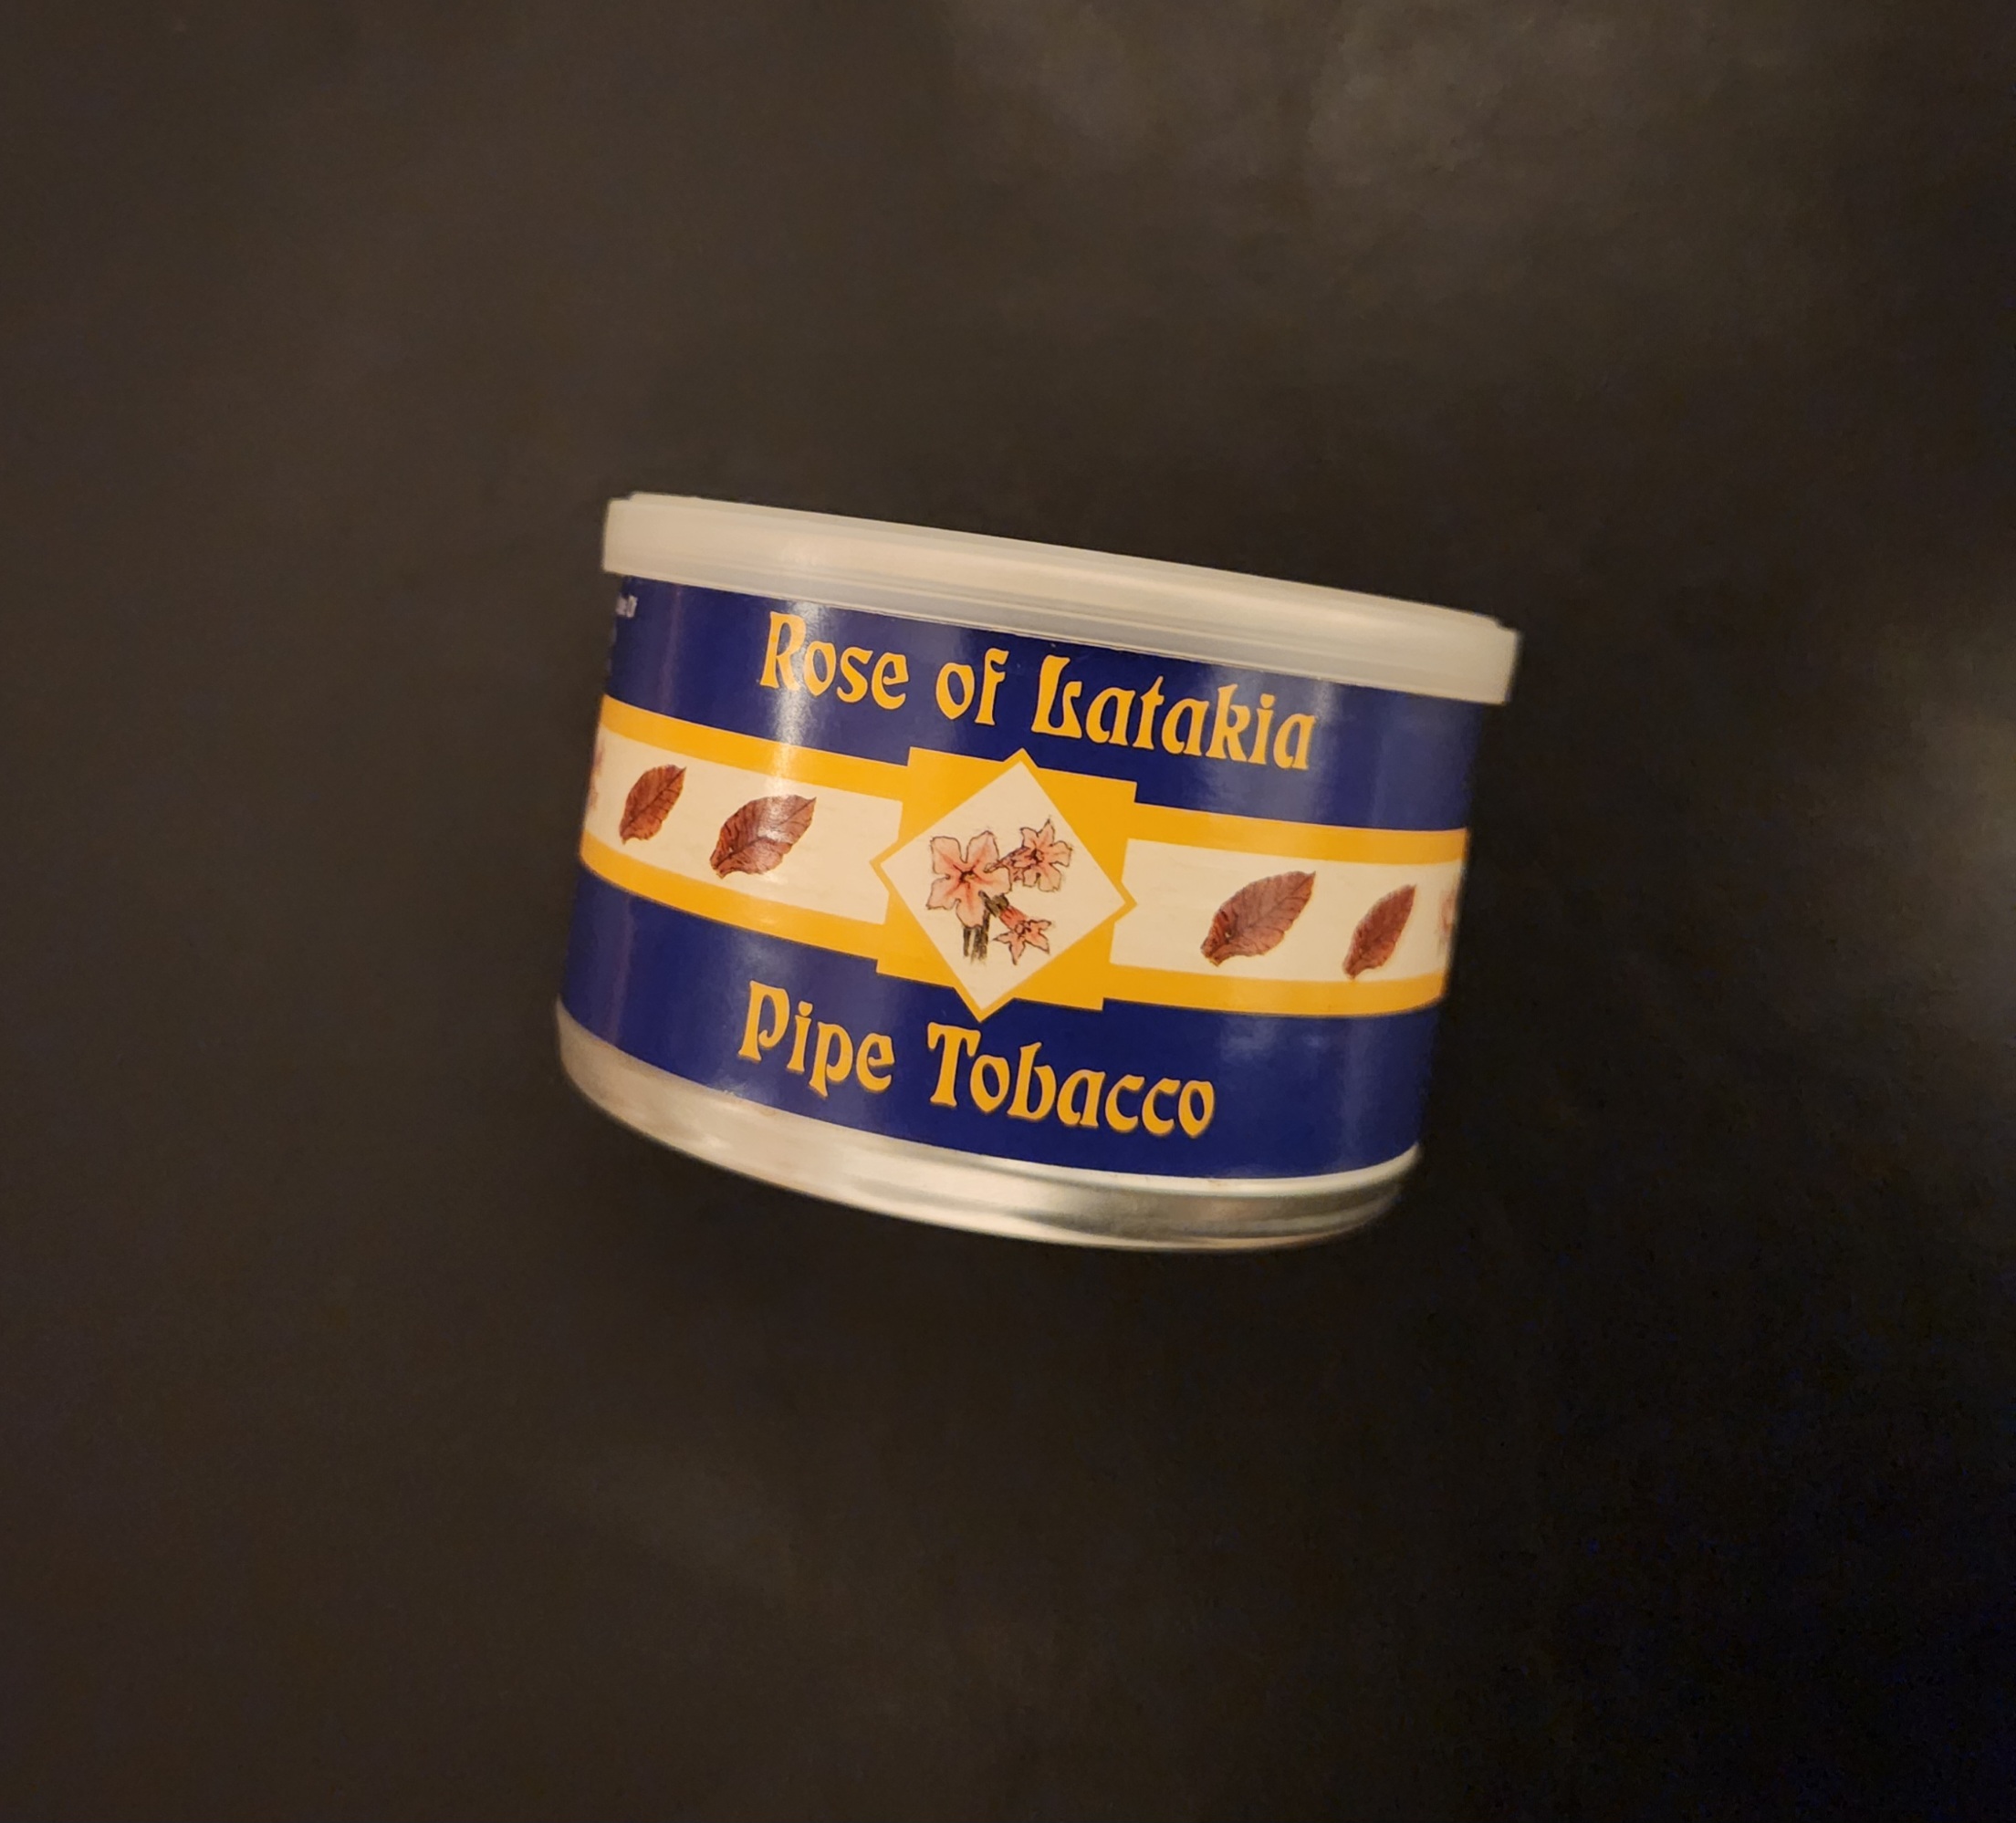 Rose of Latakia
Pipe Tobacco